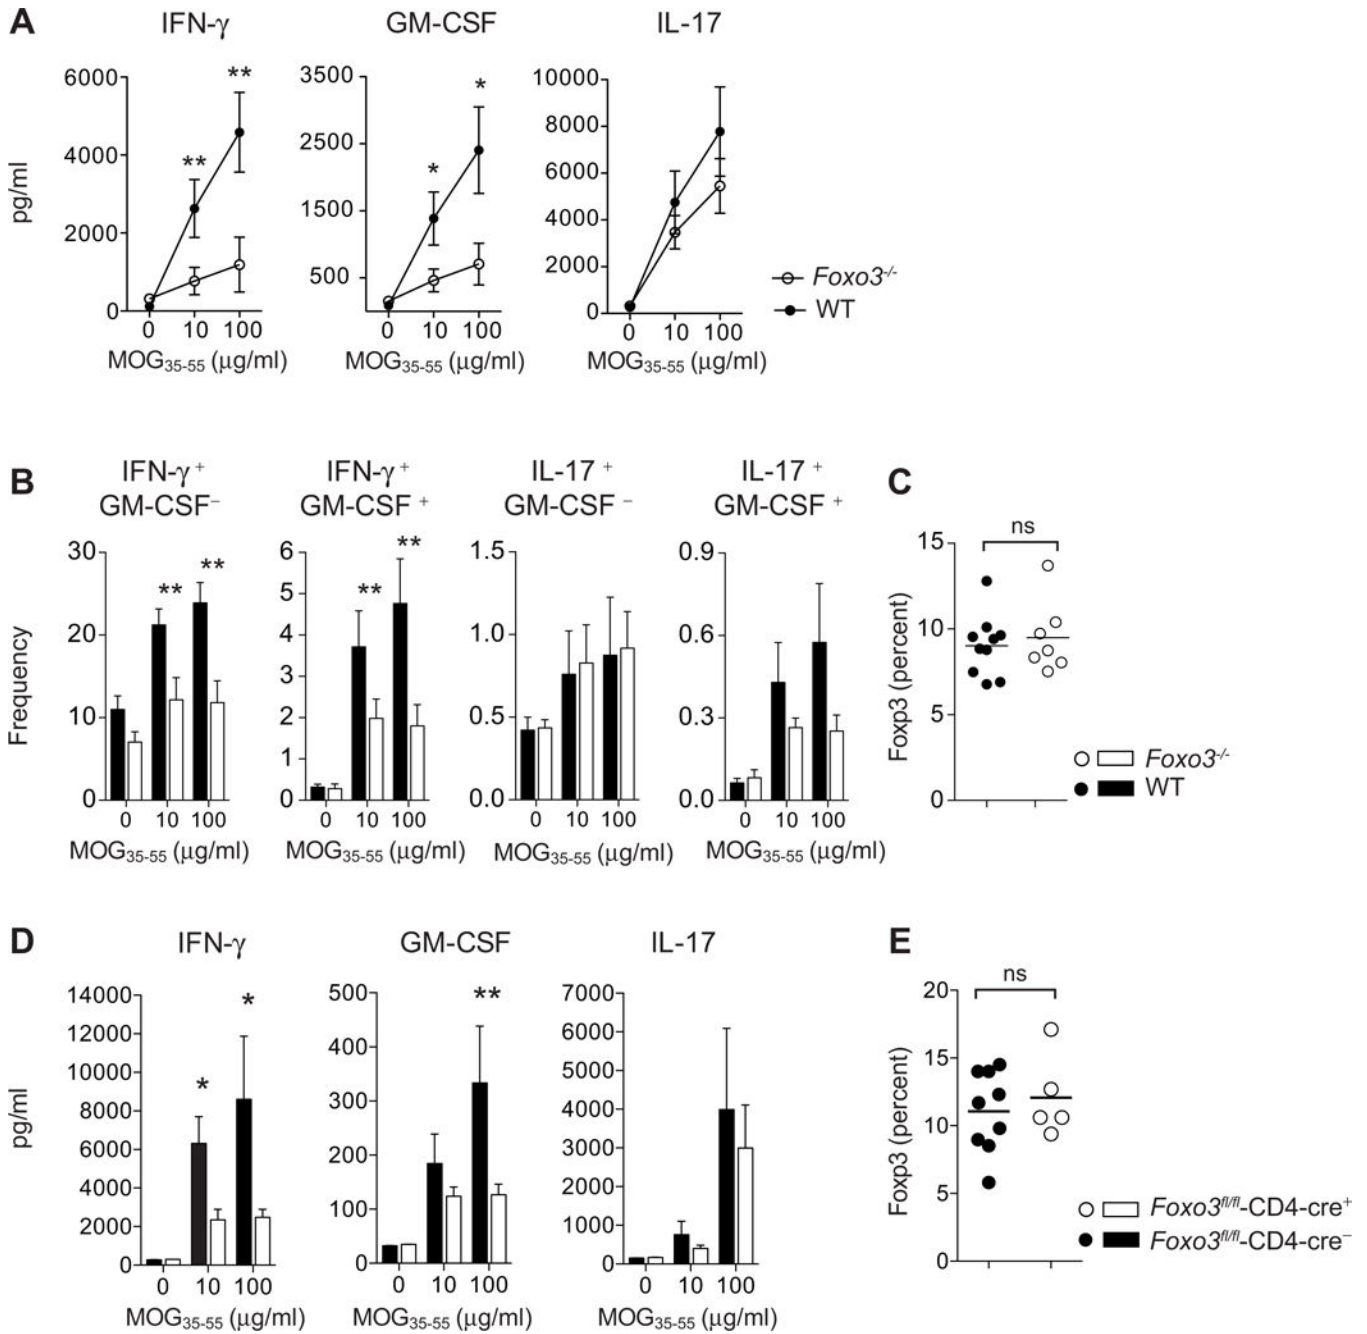 A
IFN-γ
GM-CSF
IL-17
pg/ml
6000
4000
2000
0
**
**
0 10 100
MOG35-55 (μg/ml)
3500
2500
1500
500
*
*
0 10 100
MOG35-55 (μg/ml)
10000
8000
6000
4000
2000
0
0 10 100
MOG35-55 (μg/ml)
Foxo3-/-
WT
B
IFN-γ +
GM-CSF−
IFN-γ +
GM-CSF +
IL-17 +
GM-CSF −
IL-17 +
GM-CSF +
Frequency
30
20
10
0
**
**
0 10 100
MOG35-55 (μg/ml)
6
5
4
3
2
1
0
**
**
0 10 100
MOG35-55 (μg/ml)
1.5
1.0
0.5
0.0
0 10 100
MOG35-55 (μg/ml)
0.9
0.6
0.3
0.0
0 10 100
MOG35-55 (μg/ml)
C
ns
Foxp3 (percent)
15
10
5
0
Foxo3-/-
WT
D
IFN-γ
GM-CSF
IL-17
pg/ml
14000
12000
10000
8000
6000
4000
2000
0
*
*
0 10 100
MOG35-55 (μg/ml)
500
400
300
200
100
0
**
0 10 100
MOG35-55 (μg/ml)
7000
6000
5000
4000
3000
2000
1000
0
0 10 100
MOG35-55 (μg/ml)
E
ns
Foxp3 (percent)
20
15
10
5
0
Foxo3fl/fl-CD4-cre+
Foxo3fl/fl-CD4-cre−